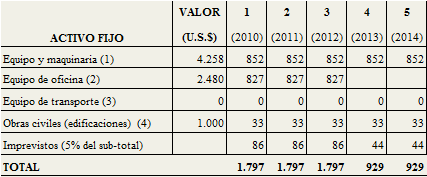 VALOR 1 2 3 4 5
ACTIVO FIJO (U.S.$) (2010) (2011) (2012) (2013) (2014)
Equipo y maquinaria (1) 4.258 852 852 852 852 852
Equipo de oficina (2) 2.480 827 827 827
Equipo de transporte (3) 0 0 0 0 0
Obras civiles (edificaciones) (4) 1.000 33 33 33 33 33
Imprevistos (5% del sub-total) 86 86 86 44 44
TOTAL 1.797 1.797 1.797 929 929